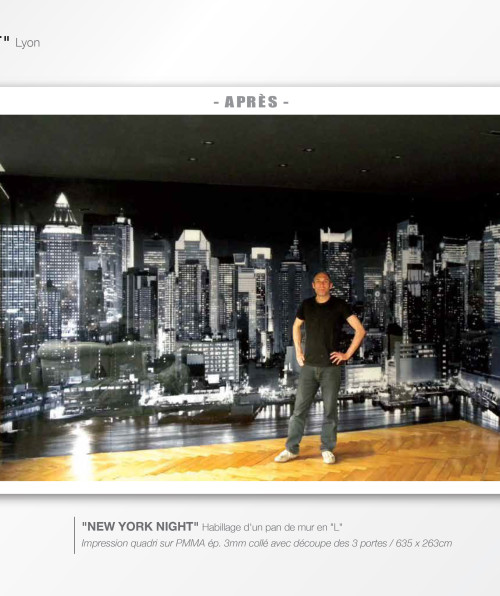 " Lyon
- APRÈS -
"NEW YORK NIGHT" Habillage d'un pan de mur en "L"
Impression quadri sur PMMA ép. 3mm collé avec découpe des 3 portes / 635 x 263cm